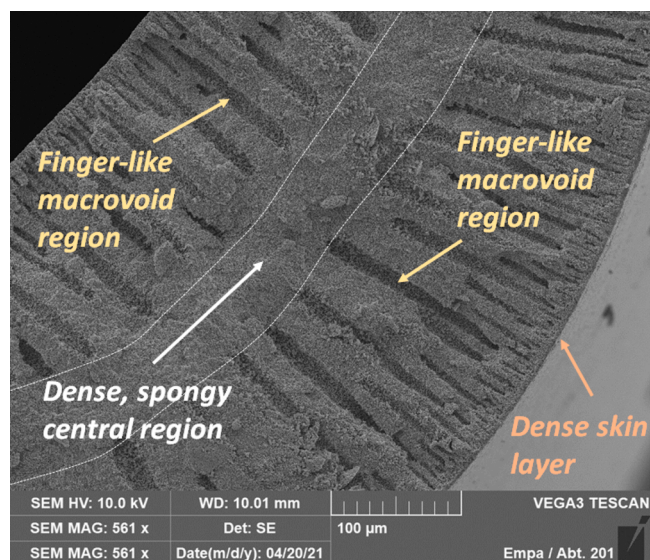 Finger-like
macrovoid
region
Finger-like
macrovoid
region
Dense, spongy
central region
Dense skin
layer
SEM HV: 10.0 kV WD: 10.01 mm VEGA3 TESCAN
SEM MAG: 561 x Det: SE 100 µm
SEM MAG: 561 x Date(m/d/y): 04/20/21 Empa / Abt. 201